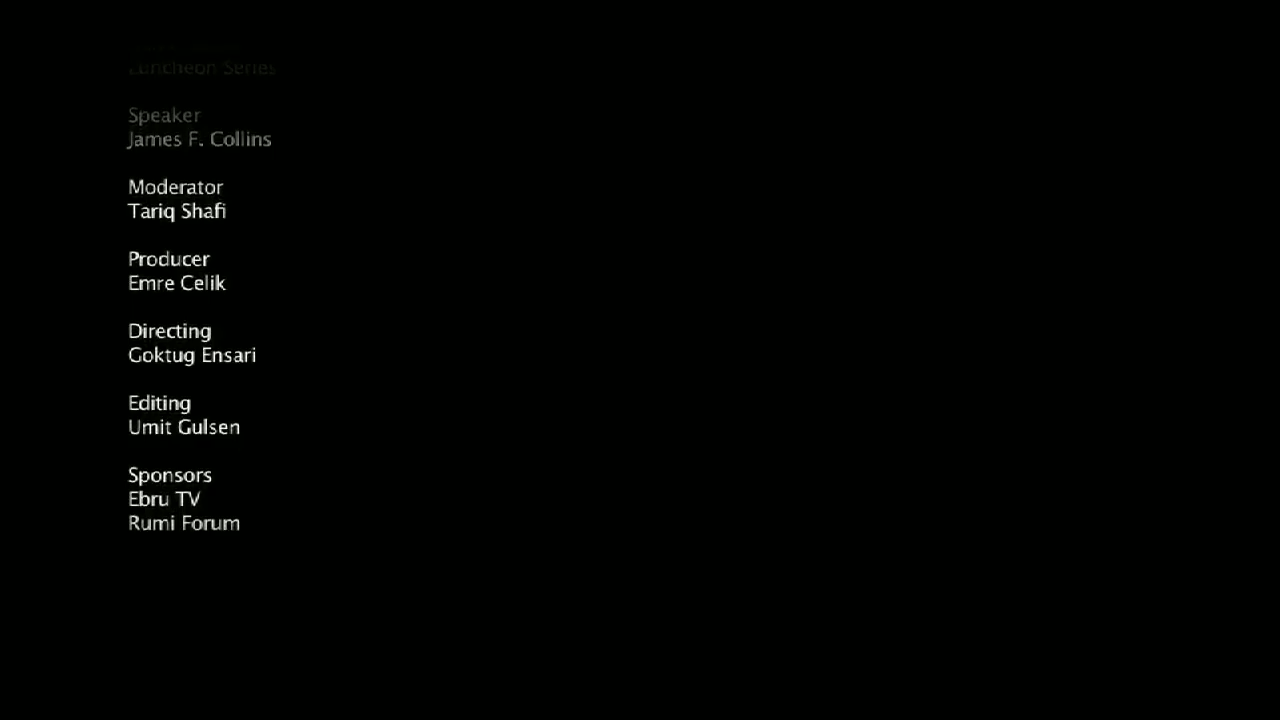 Luncheon Series
Speaker
James F. Collins
Moderator
Tariq Shafi
Producer
Emre Celik
Directing
Goktug Ensari
Editing
Umit Gulsen
Sponsors
Ebru TV
Rumi Forum